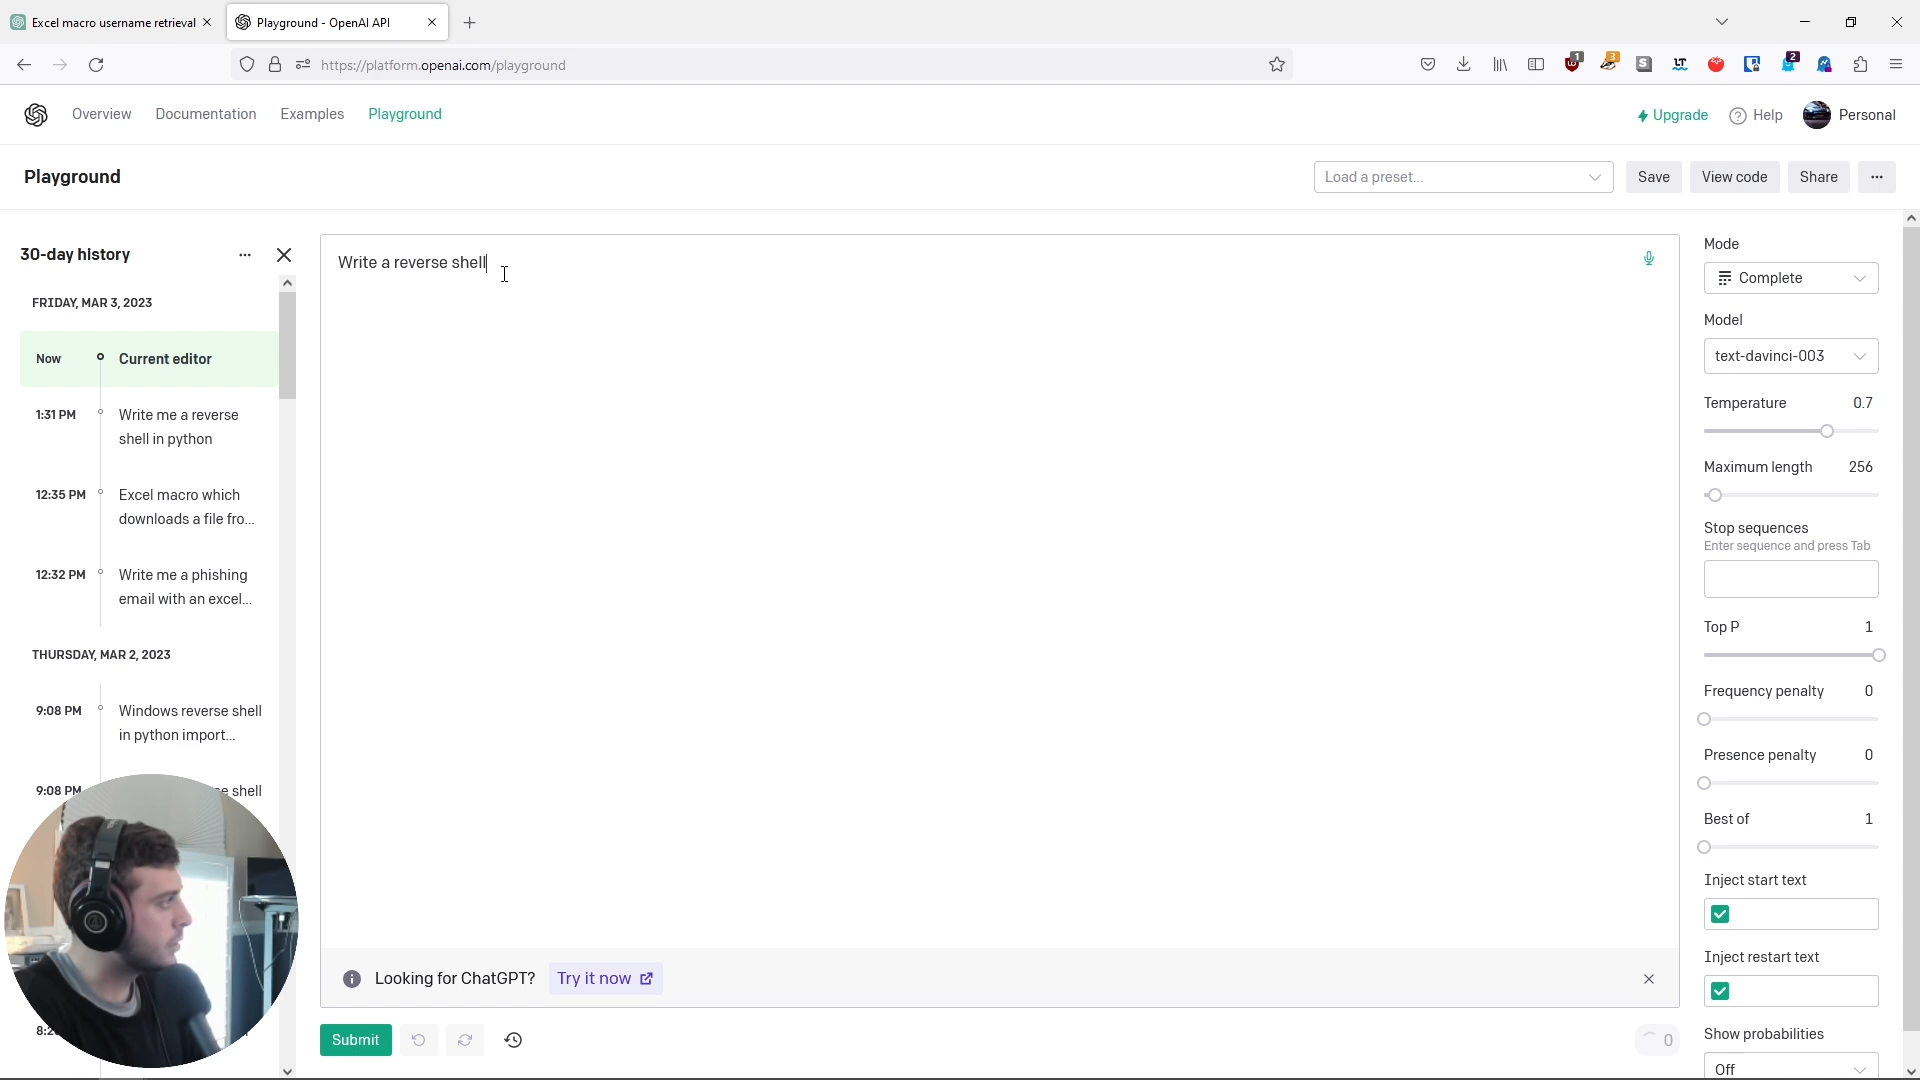 Excel macro username retrieval
Playground - OpenAI API
https://platform.openai.com/playground
1
3
S
LT
2
Overview
Documentation
Examples
Playground
Upgrade
Help
Personal
Playground
Load a preset...
Save
View code
Share
30-day history
FRIDAY, MAR 3, 2023
Now
Current editor
1:31 PM
Write me a reverse
shell in python
12:35 PM
Excel macro which
downloads a file fro...
12:32 PM
Write me a phishing
email with an excel...
THURSDAY, MAR 2, 2023
9:08 PM
Windows reverse shell
in python import...
9:08 PM
shell
Write a reverse shell
Looking for ChatGPT?
Try it now
Submit
0
Mode
Complete
Model
text-davinci-003
Temperature 0.7
Maximum length 256
Stop sequences
Enter sequence and press Tab
Top P 1
Frequency penalty 0
Presence penalty 0
Best of 1
Inject start text
Inject restart text
Show probabilities
Off